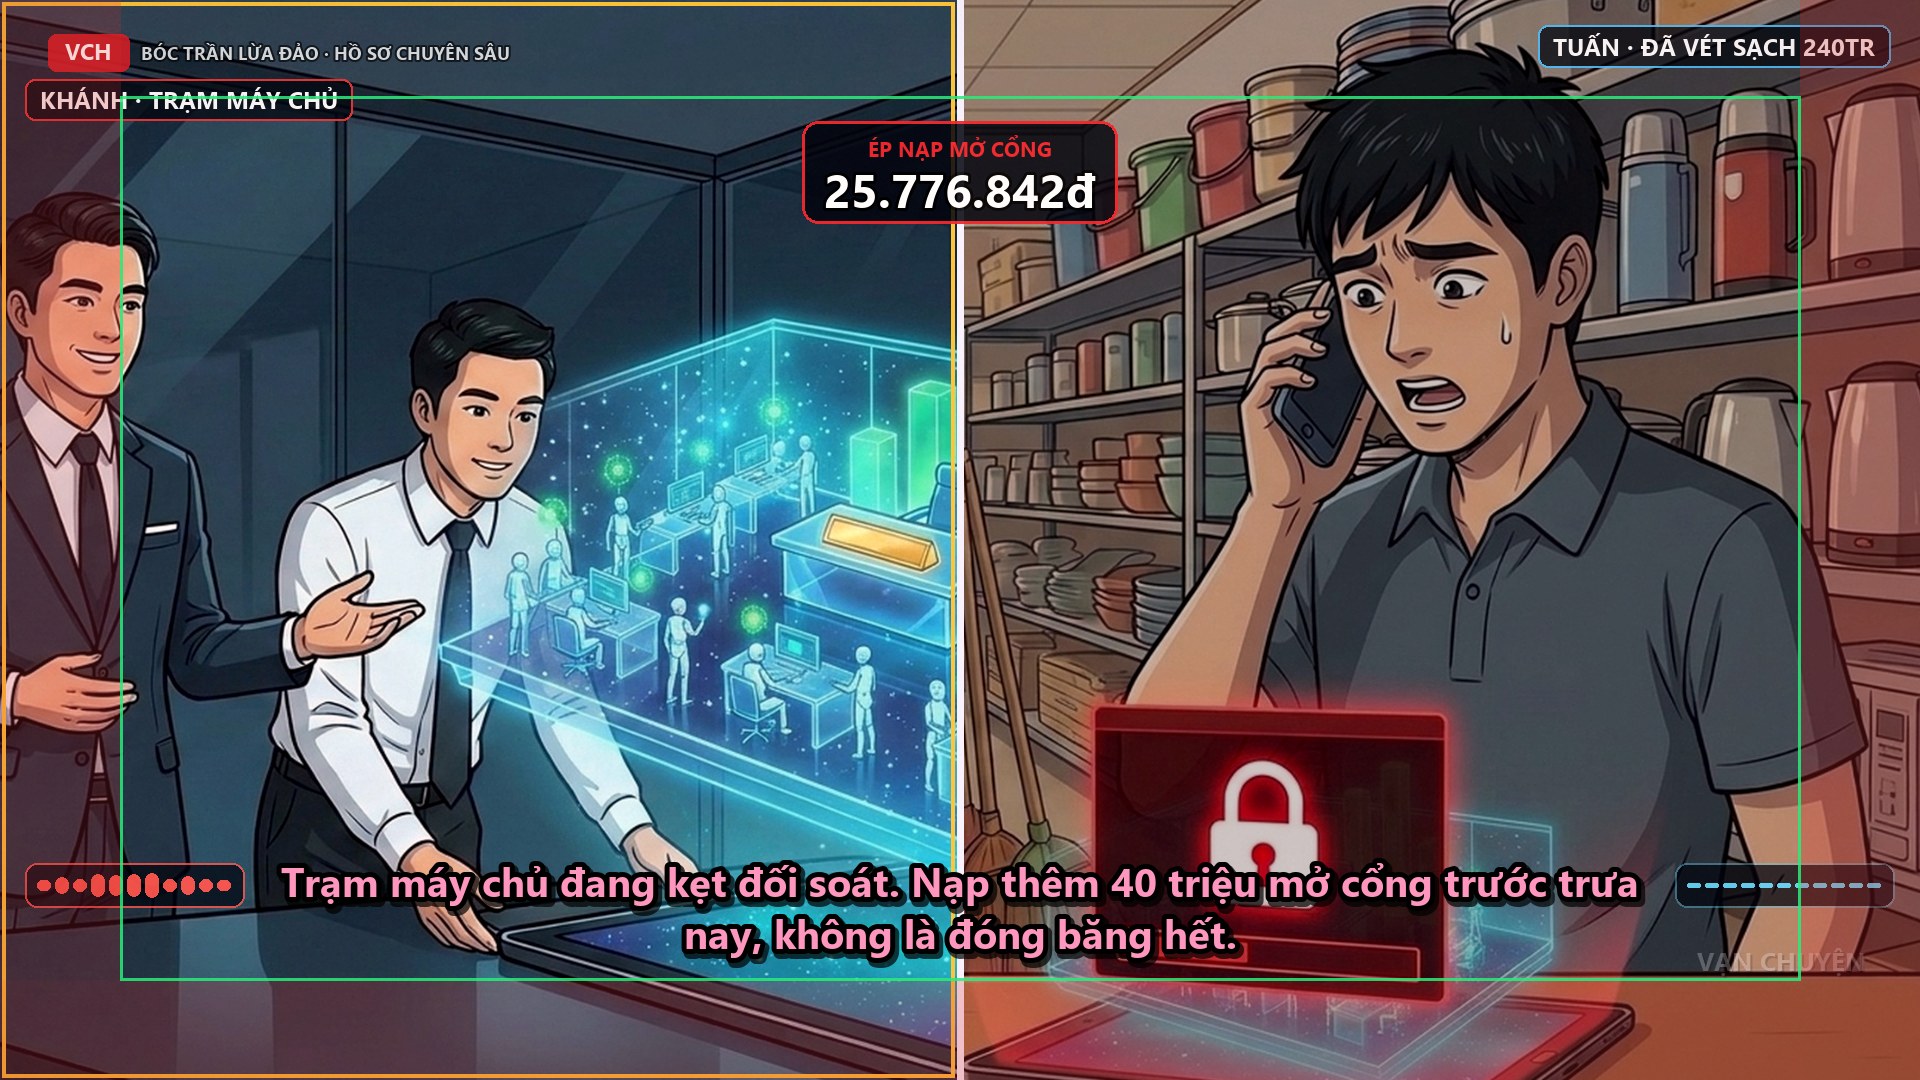 VCH
BÓC TRẦN LỪA ĐẢO · HỒ SƠ CHUYÊN SÂU
TUẤN · ĐÃ VÉT SẠCH 240TR
KHÁNH · TRẠM MÁY CHỦ
ÉP NẠP MỞ CỔNG
25.776.842đ
Trạm máy chủ đang kẹt đối soát. Nạp thêm 40 triệu mở cổng trước trưa
nay, không là đóng băng hết.
VẠN CHUYỆN